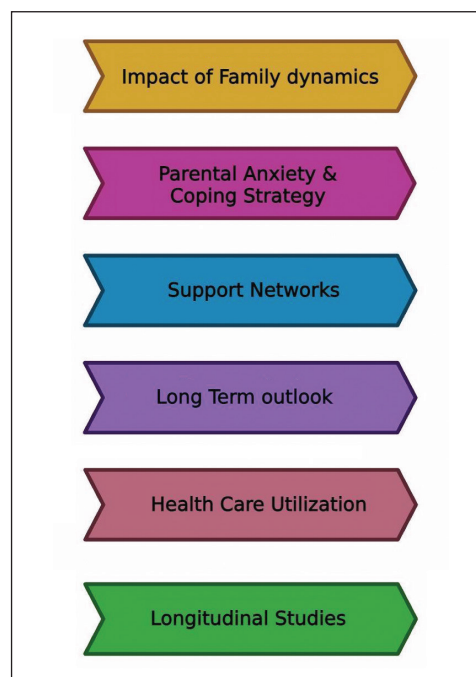 Impact of Family dynamics
Parental Anxiety &
Coping Strategy
Support Networks
Long Term outlook
Health Care Utilization
Longitudinal Studies